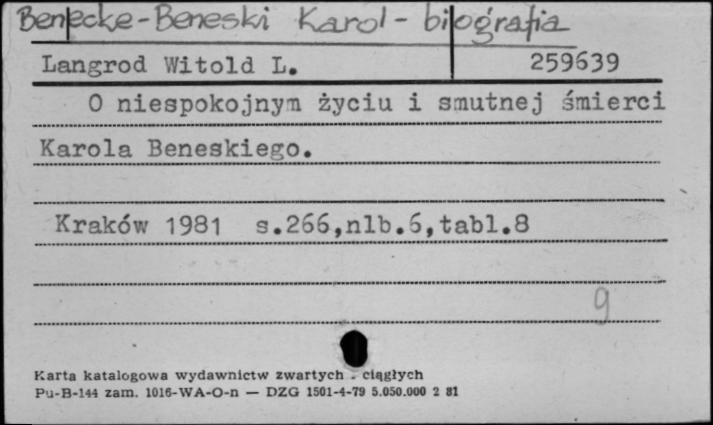 Benecke-Beneski Karol - biografia
Langrod Witold L. 259639
O niespokojnym życiu i smutnej śmierci
Karola Beneskiego.
Kraków 1981 s.266,nlb.6,tabl.8
9
Karta katalogowa wydawnictw zwartych - ciągłych
Pu-B-144 zam. 1016-WA-O-n — DZG 1501-4-79 5.050.000 2 81